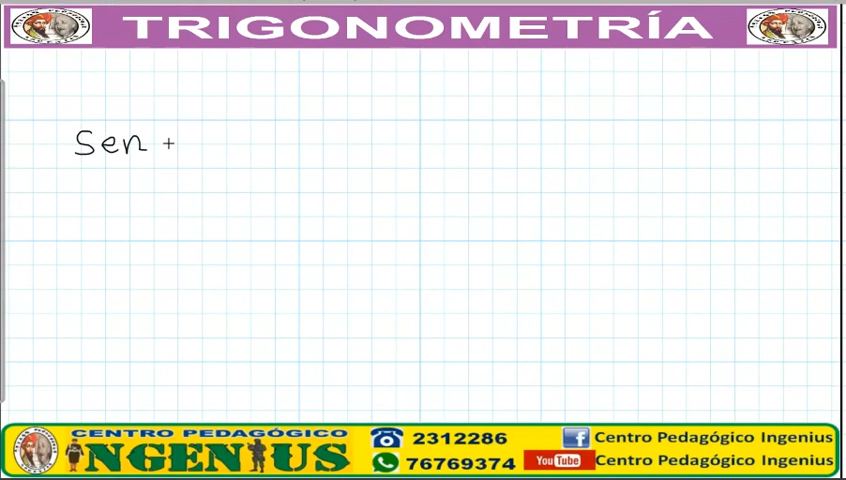 TRIGONOMETRÍA
Sen +
CENTRO PEDAGÓGICO
INGENIUS
2312286
76769374
Centro Pedagógico Ingenius
YouTube Centro Pedagógico Ingenius